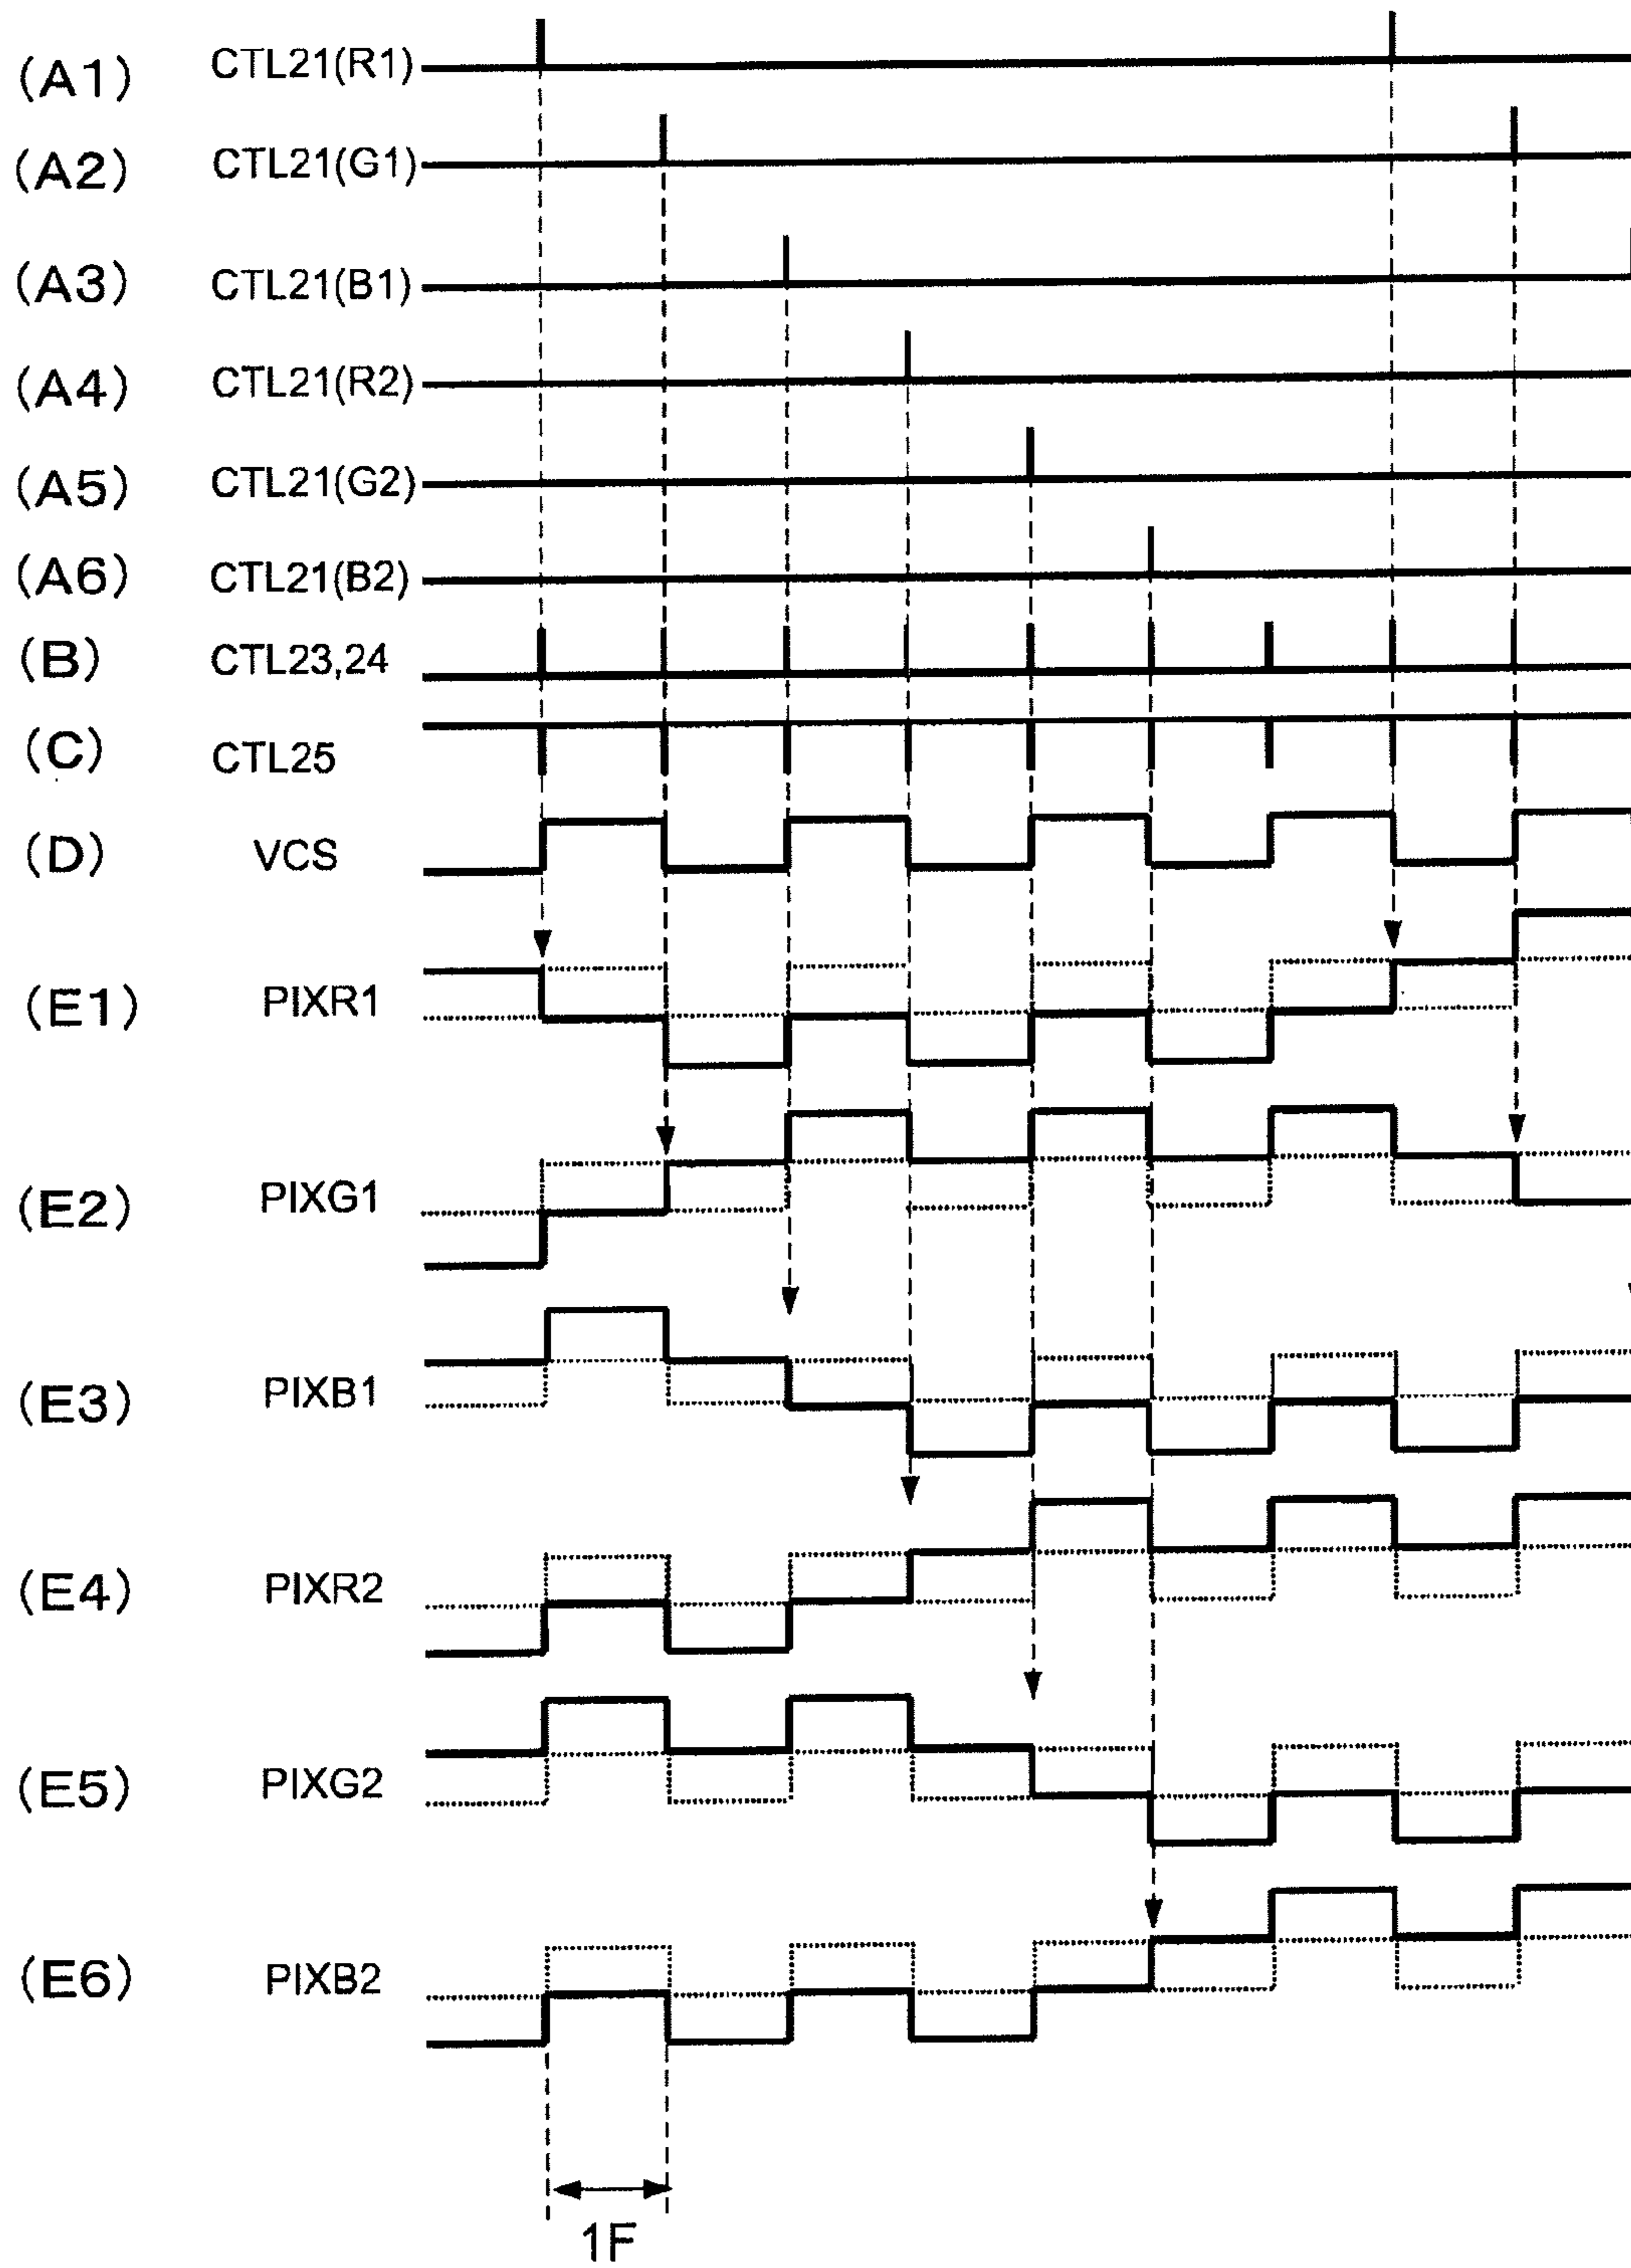 (A1) CTL21(R1)
(A2) CTL21(G1)
(A3) CTL21(B1)
(A4) CTL21(R2)
(A5) CTL21(G2)
(A6) CTL21(B2)
(B) CTL23,24
(C) CTL25
(D) VCS
(E1) PIXR1
(E2) PIXG1
(E3) PIXB1
(E4) PIXR2
(E5) PIXG2
(E6) PIXB2
1F